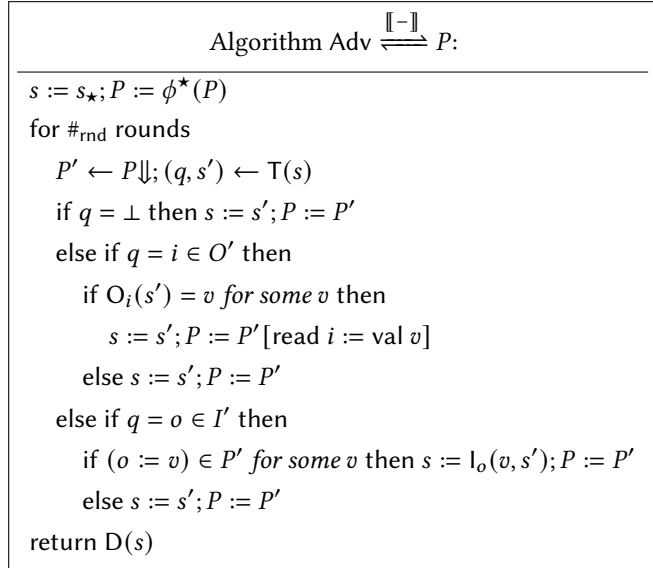 Algorithm Adv ⟦−⟧ ⇌ P:
s := s⋆; P := ϕ⋆(P)
for #rnd rounds
P′ ← P⇓; (q, s′) ← T(s)
if q = ⊥ then s := s′; P := P′
else if q = i ∈ O′ then
if Oᵢ(s′) = v for some v then
s := s′; P := P′[read i := val v]
else s := s′; P := P′
else if q = o ∈ I′ then
if (o := v) ∈ P′ for some v then s := Iₒ(v, s′); P := P′
else s := s′; P := P′
return D(s)